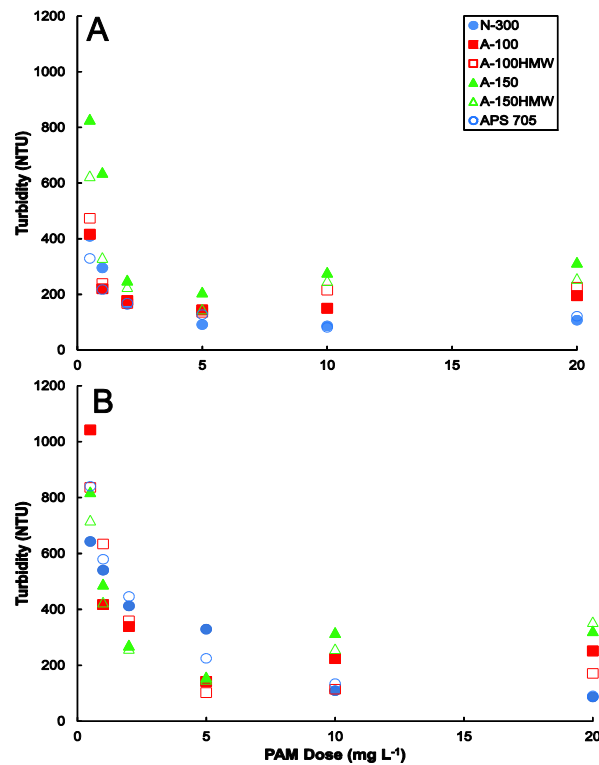 A
1200
1000
800
600
400
200
0
Turbidity (NTU)
N-300
A-100
A-100HMW
A-150
A-150HMW
APS 705
0 5 10 15 20
B
1200
1000
800
600
400
200
0
Turbidity (NTU)
0 5 10 15 20
PAM Dose (mg L⁻¹)